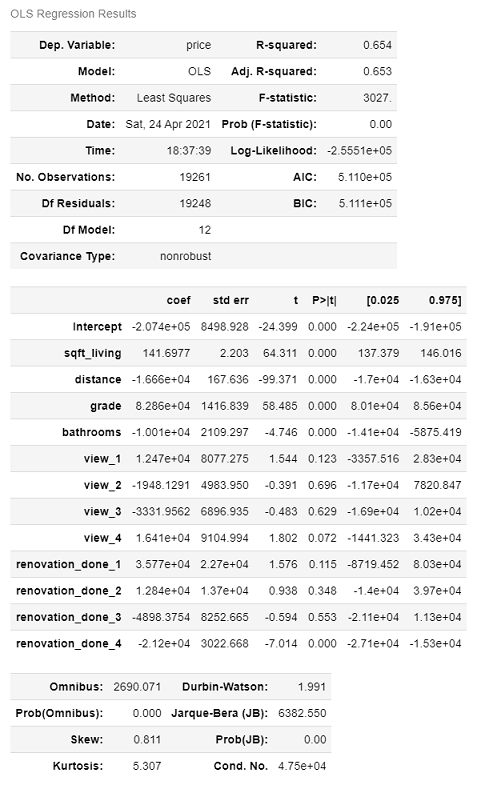 OLS Regression Results
Dep. Variable: price R-squared: 0.654
Model: OLS Adj. R-squared: 0.653
Method: Least Squares F-statistic: 3027.
Date: Sat, 24 Apr 2021 Prob (F-statistic): 0.00
Time: 18:37:39 Log-Likelihood: -2.5551e+05
No. Observations: 19261 AIC: 5.110e+05
Df Residuals: 19248 BIC: 5.111e+05
Df Model: 12
Covariance Type: nonrobust
coef std err t P>|t| [0.025 0.975]
Intercept -2.074e+05 8498.928 -24.399 0.000 -2.24e+05 -1.91e+05
sqft_living 141.6977 2.203 64.311 0.000 137.379 146.016
distance -1.666e+04 167.636 -99.371 0.000 -1.7e+04 -1.63e+04
grade 8.286e+04 1416.839 58.485 0.000 8.01e+04 8.56e+04
bathrooms -1.001e+04 2109.297 -4.746 0.000 -1.41e+04 -5875.419
view_1 1.247e+04 8077.275 1.544 0.123 -3357.516 2.83e+04
view_2 -1948.1291 4983.950 -0.391 0.696 -1.17e+04 7820.847
view_3 -3331.9562 6896.935 -0.483 0.629 -1.69e+04 1.02e+04
view_4 1.641e+04 9104.994 1.802 0.072 -1441.323 3.43e+04
renovation_done_1 3.577e+04 2.27e+04 1.576 0.115 -8719.452 8.03e+04
renovation_done_2 1.284e+04 1.37e+04 0.938 0.348 -1.4e+04 3.97e+04
renovation_done_3 -4898.3754 8252.665 -0.594 0.553 -2.11e+04 1.13e+04
renovation_done_4 -2.12e+04 3022.668 -7.014 0.000 -2.71e+04 -1.53e+04
Omnibus: 2690.071 Durbin-Watson: 1.991
Prob(Omnibus): 0.000 Jarque-Bera (JB): 6382.550
Skew: 0.811 Prob(JB): 0.00
Kurtosis: 5.307 Cond. No. 4.75e+04